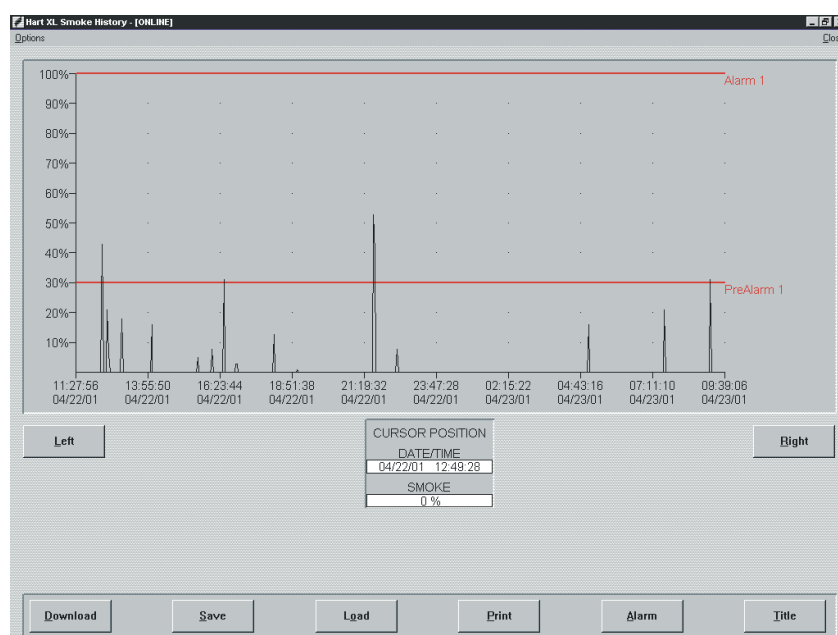 Hart XL Smoke History - [ONLINE]
Options Clos
100%
Alarm 1
90%
80%
70%
60%
50%
40%
30%
PreAlarm 1
20%
10%
11:27:56 13:55:50 16:23:44 18:51:38 21:19:32 23:47:28 02:15:22 04:43:16 07:11:10 09:39:06
04/22/01 04/22/01 04/22/01 04/22/01 04/22/01 04/22/01 04/23/01 04/23/01 04/23/01 04/23/01
Left
CURSOR POSITION
Right
DATE/TIME
04/22/01 12:49:28
SMOKE
0 %
Download Save Load Print Alarm Title